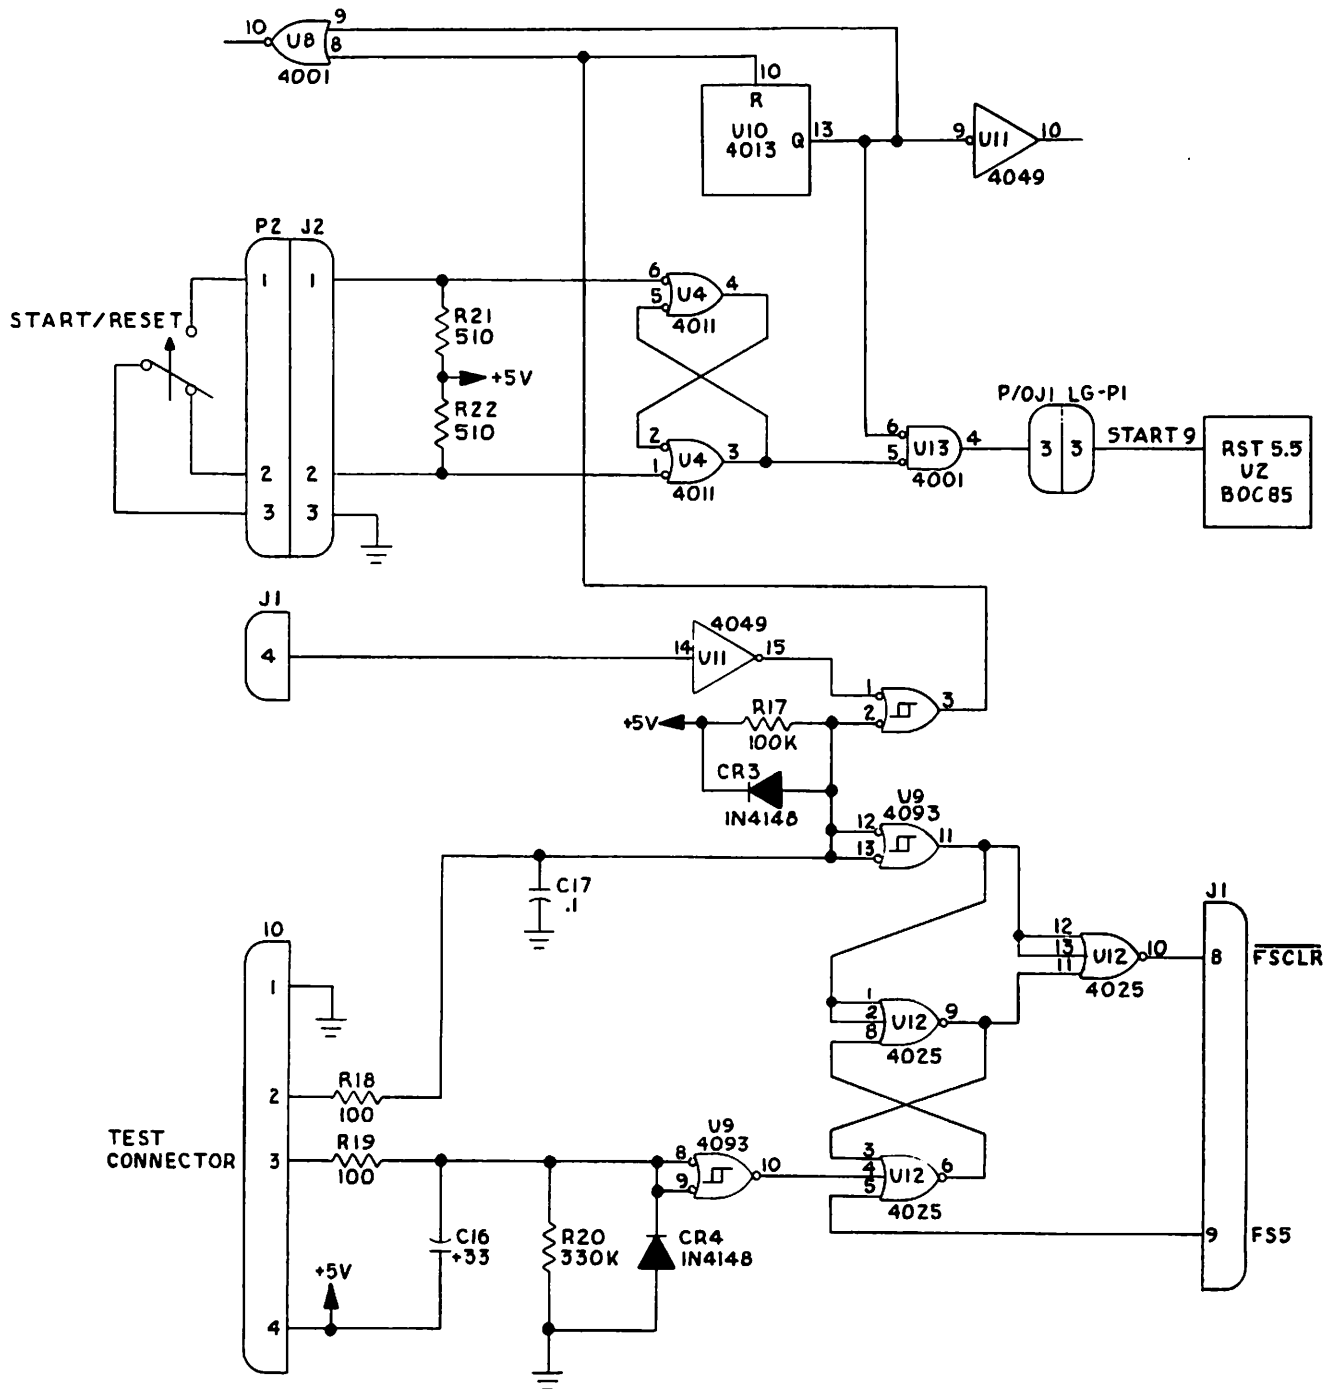 10 U8 9
8
4001
10
R
U10
4013
Q 13
9 U11 10
4049
P2 J2
1 1
START/RESET
R21
510
+5V
R22
510
2 2
3 3
6
5 U4 4
4011
2
1 U4 3
4011
6
5 U13 4
4001
P/OJ1 LG-P1
3 3
START 9
RST 5.5
U2
BOC85
J1
4
4049
14 U11 15
1
2 3
+5V
R17
100K
CR3
1N4148
U9
4093
12
13 11
C17
.1
10
1
2
R18
100
TEST
CONNECTOR
3
R19
100
4
+5V
C16
+33
R20
330K
CR4
1N4148
U9
4093
8
9 10
1
2
8 U12 9
4025
3
4
5 U12 6
4025
12
13
11 U12 10
4025
J1
8 FSCLR
9 FS5